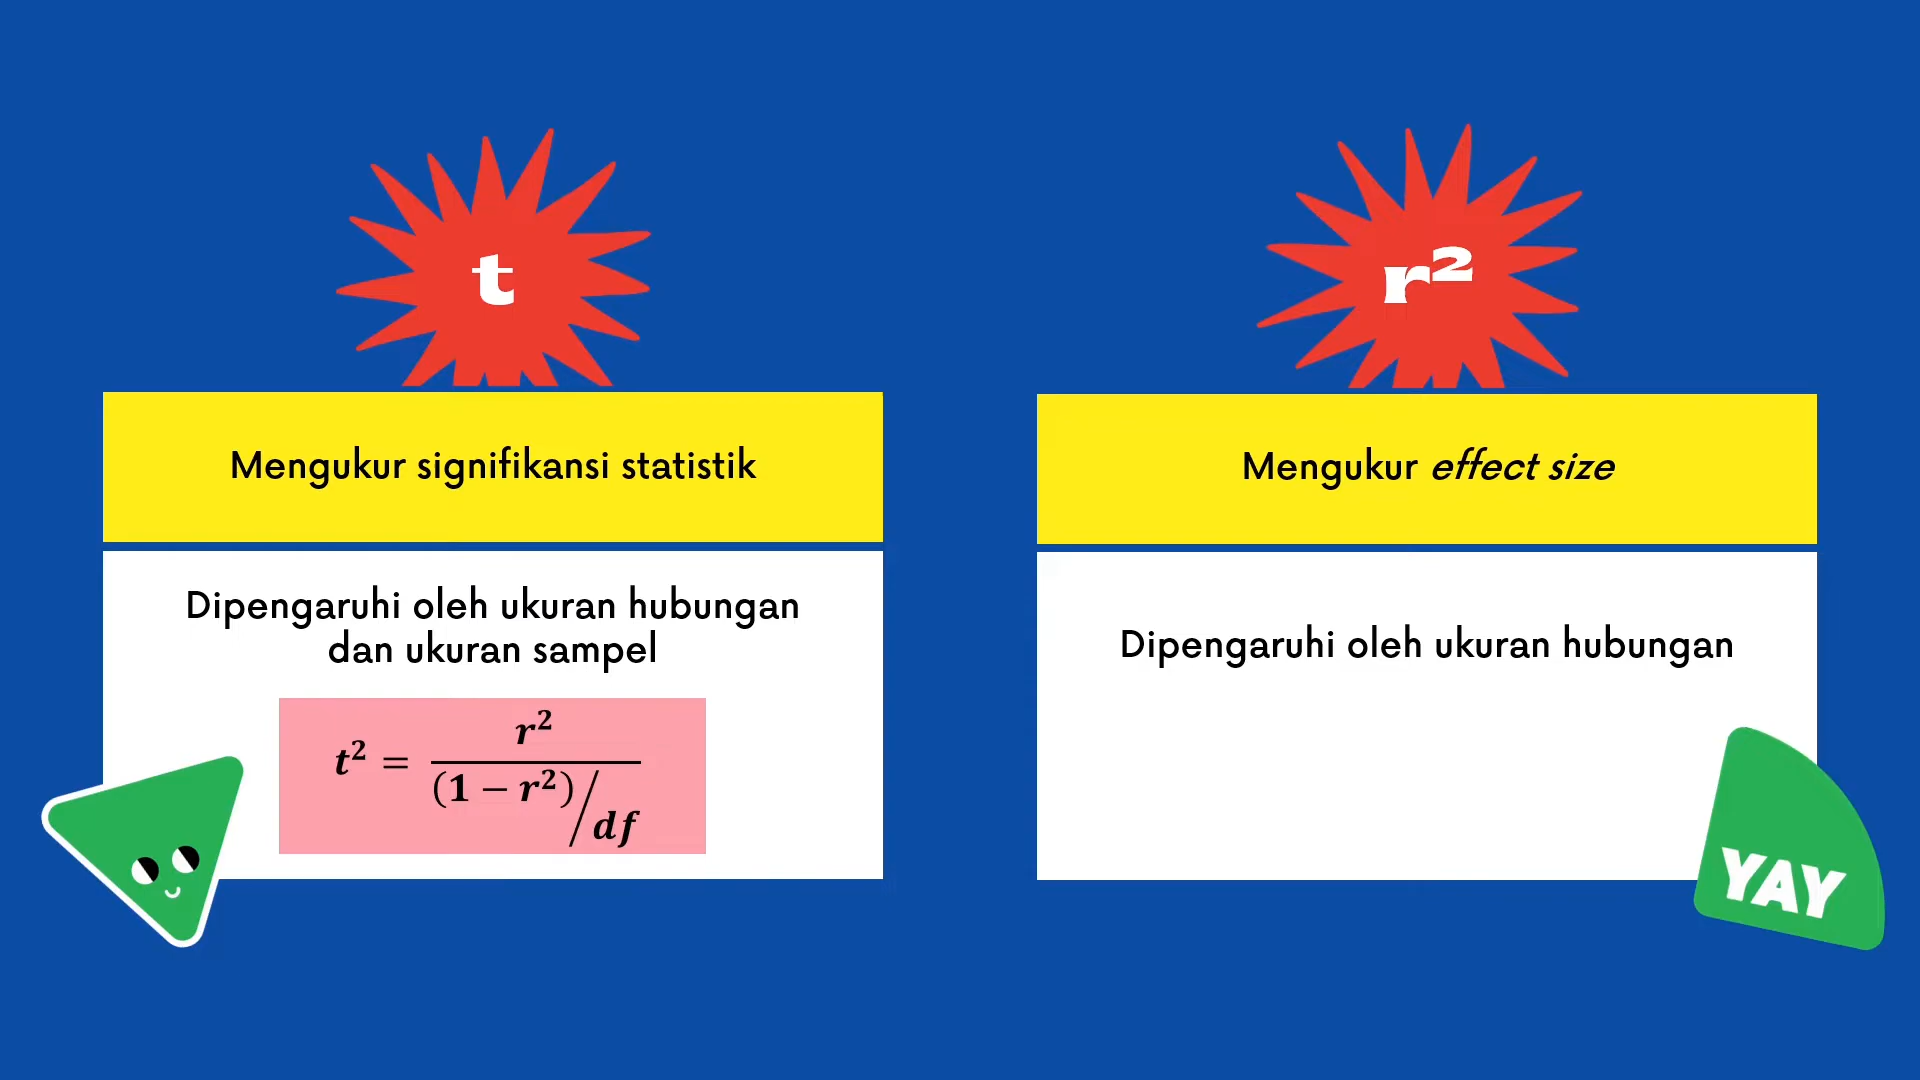 t
Mengukur signifikansi statistik
Dipengaruhi oleh ukuran hubungan
dan ukuran sampel
t² = r² / ((1 − r²)/df)
r²
Mengukur effect size
Dipengaruhi oleh ukuran hubungan
YAY